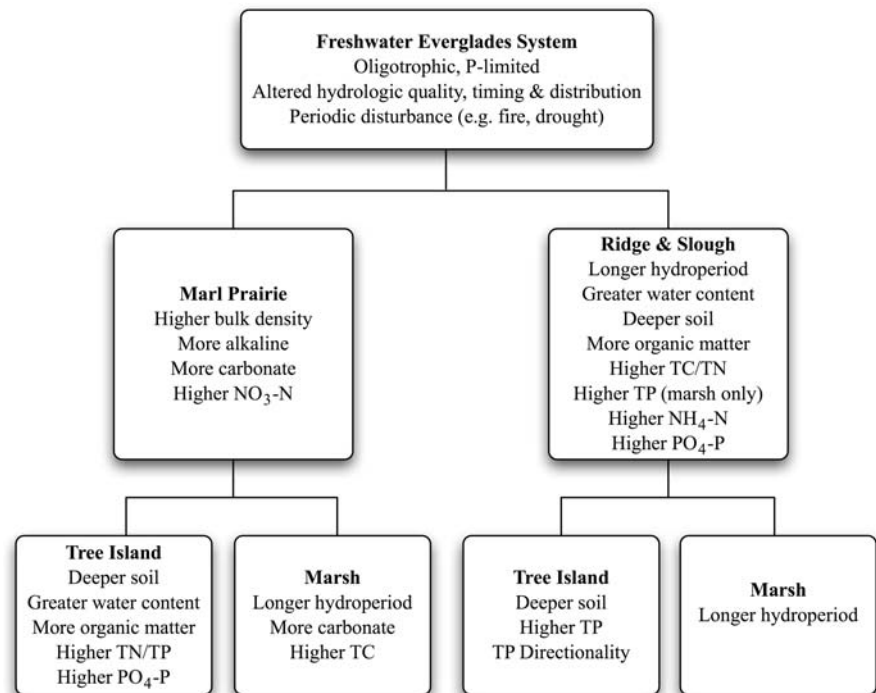 Freshwater Everglades System
Oligotrophic, P-limited
Altered hydrologic quality, timing & distribution
Periodic disturbance (e.g. fire, drought)
Marl Prairie
Higher bulk density
More alkaline
More carbonate
Higher NO₃-N
Ridge & Slough
Longer hydroperiod
Greater water content
Deeper soil
More organic matter
Higher TC/TN
Higher TP (marsh only)
Higher NH₄-N
Higher PO₄-P
Tree Island
Deeper soil
Greater water content
More organic matter
Higher TN/TP
Higher PO₄-P
Marsh
Longer hydroperiod
More carbonate
Higher TC
Tree Island
Deeper soil
Higher TP
TP Directionality
Marsh
Longer hydroperiod